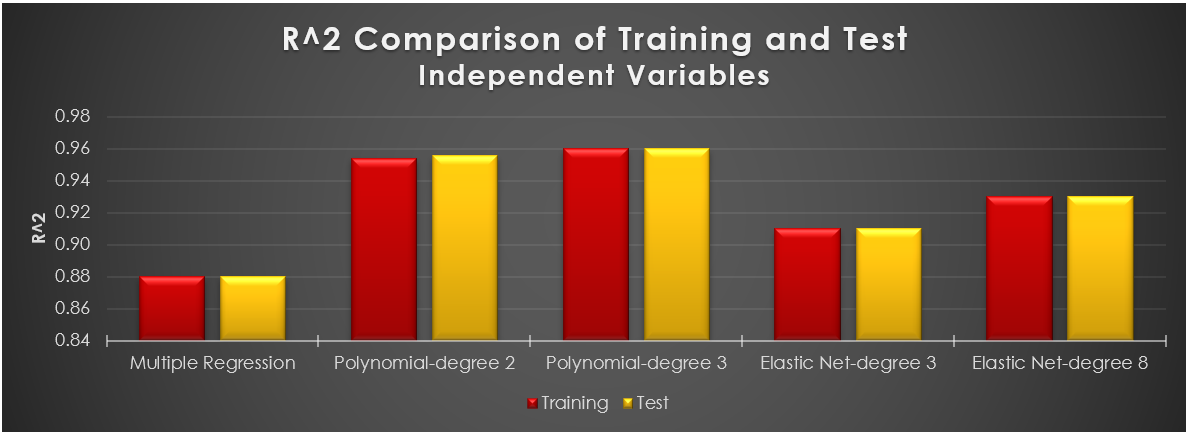 R^2 Comparison of Training and Test
Independent Variables
R^2
0.98
0.96
0.94
0.92
0.90
0.88
0.86
0.84
Multiple Regression
Polynomial-degree 2
Polynomial-degree 3
Elastic Net-degree 3
Elastic Net-degree 8
Training
Test